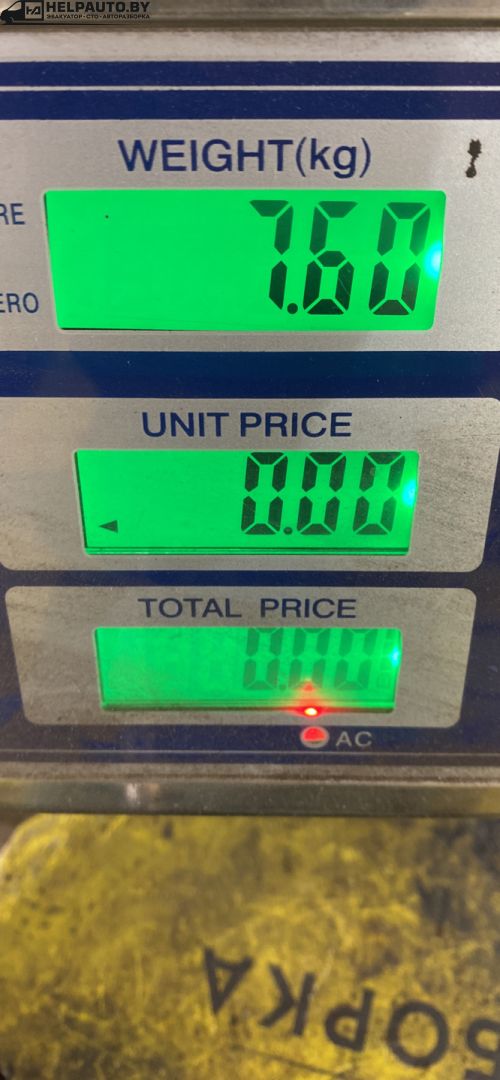 HELPAUTO.BY
ЭВАКУАТОР·СТО·АВТОРАЗБОРКА
WEIGHT(kg)
RE
7.60
ERO
UNIT PRICE
0.00
TOTAL PRICE
0.00
AC
БОРКА